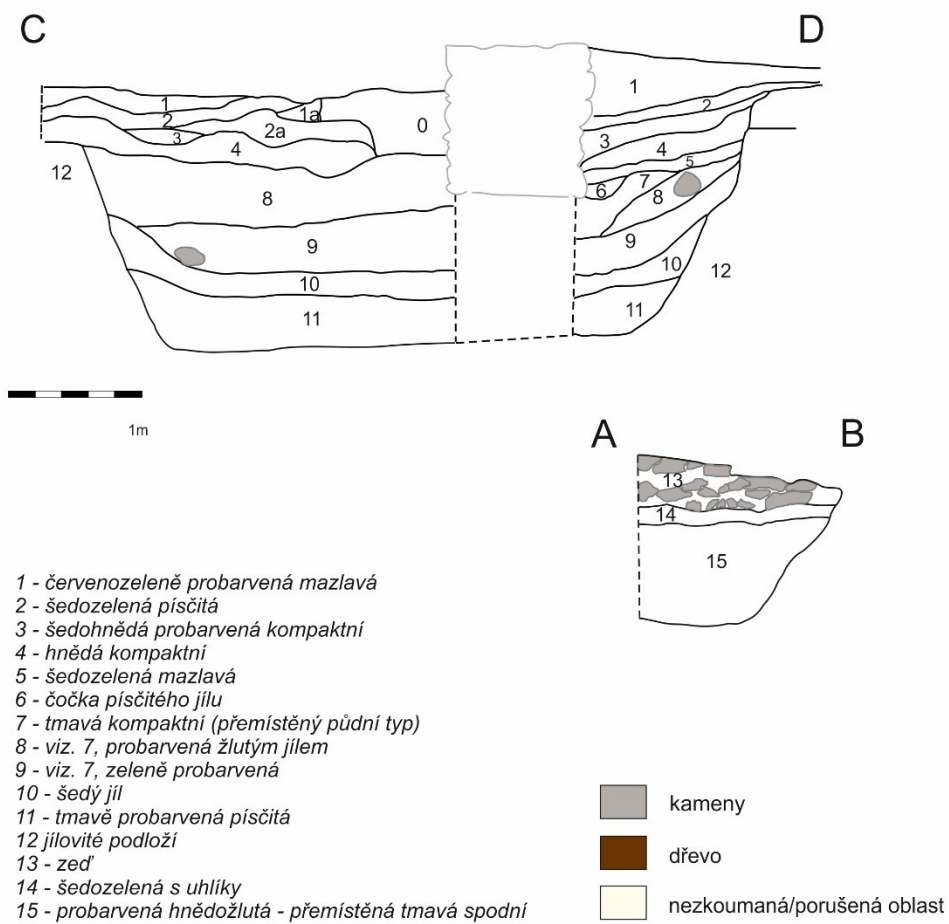 C D
1 1
2 2
1a
2a 0
3 3
4 4
5
12 6 7
8 8
9 9
10 10
12
11 11
1m
A B
13
14
15
1 - červenozeleně probarvená mazlavá
2 - šedozelená písčitá
3 - šedohnědá probarvená kompaktní
4 - hnědá kompaktní
5 - šedozelená mazlavá
6 - čočka písčitého jílu
7 - tmavá kompaktní (přemístěný půdní typ)
8 - viz. 7, probarvená žlutým jílem
9 - viz. 7, zeleně probarvená
10 - šedý jíl
11 - tmavě probarvená písčitá
12 jílovité podloží
13 - zeď
14 - šedozelená s uhlíky
15 - probarvená hnědožlutá - přemístěná tmavá spodní
kameny
dřevo
nezkoumaná/porušená oblast